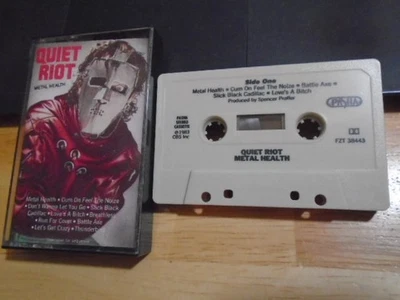 QUIET
RIOT
METAL HEALTH
Metal Health • Cum On Feel The Noize
• Don't Wanna Let You Go • Slick Black
Cadillac • Love's A Bitch • Breathless
• Run For Cover • Battle Axe
• Let's Get Crazy • Thunderbird
Side One
Metal Health • Cum On Feel The Noize • Battle Axe •
Slick Black Cadillac • Love's A Bitch
Produced by Spencer Proffer
℗ 1983
CBS Inc
PASHA
FZT 38443
QUIET RIOT
METAL HEALTH